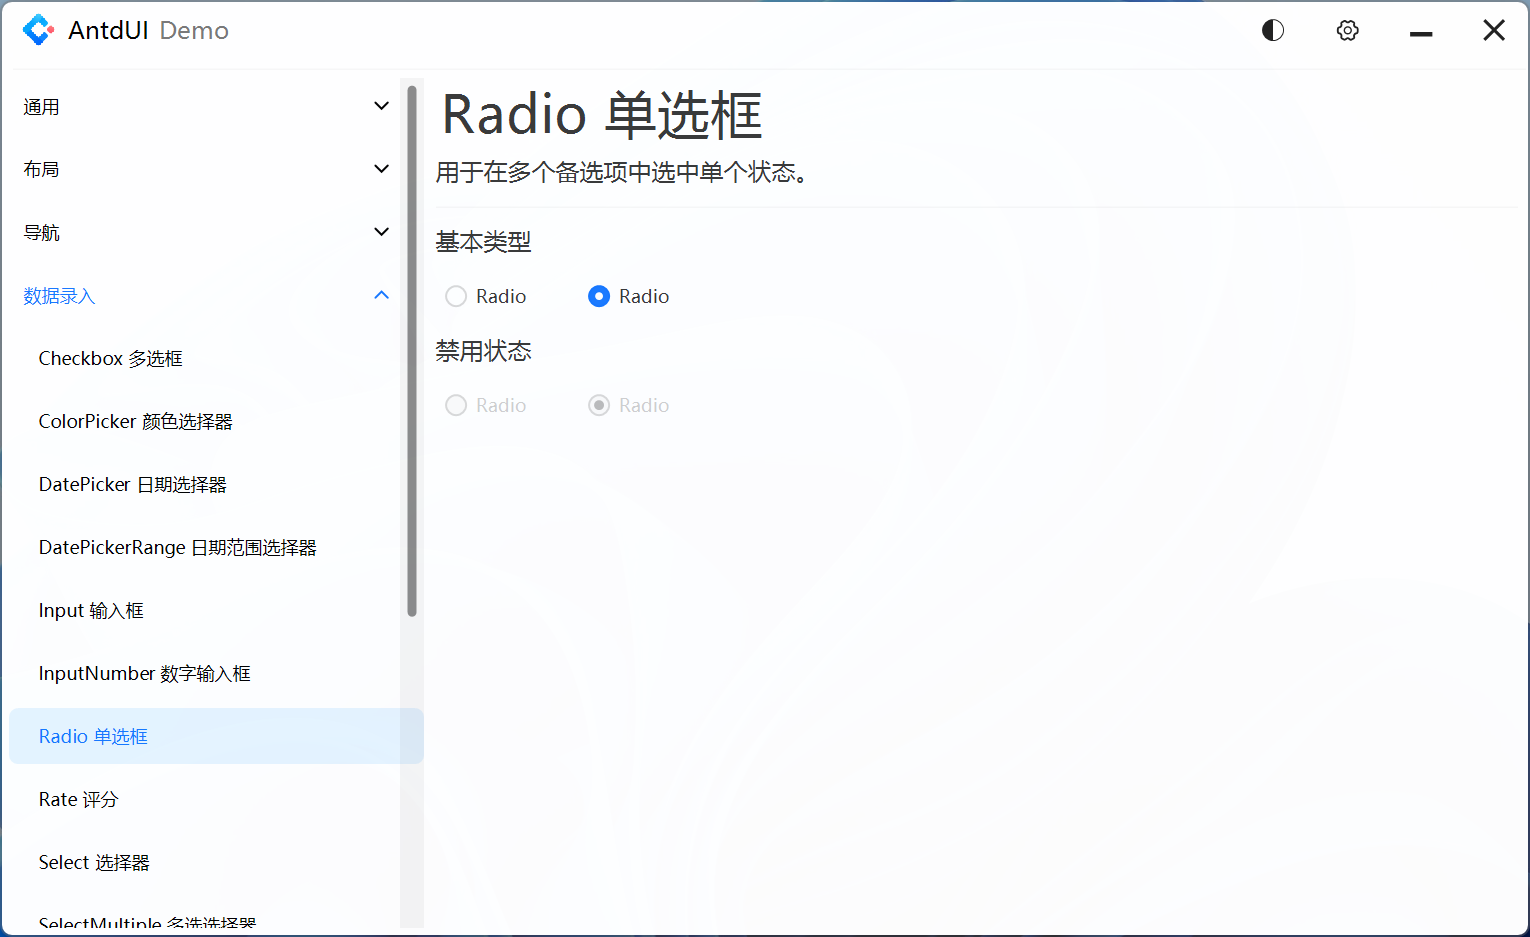 AntdUI Demo
通用
布局
导航
数据录入
Checkbox 多选框
ColorPicker 颜色选择器
DatePicker 日期选择器
DatePickerRange 日期范围选择器
Input 输入框
InputNumber 数字输入框
Radio 单选框
Rate 评分
Select 选择器
SelectMultiple 多选选择器
Radio 单选框
用于在多个备选项中选中单个状态。
基本类型
Radio Radio
禁用状态
Radio Radio